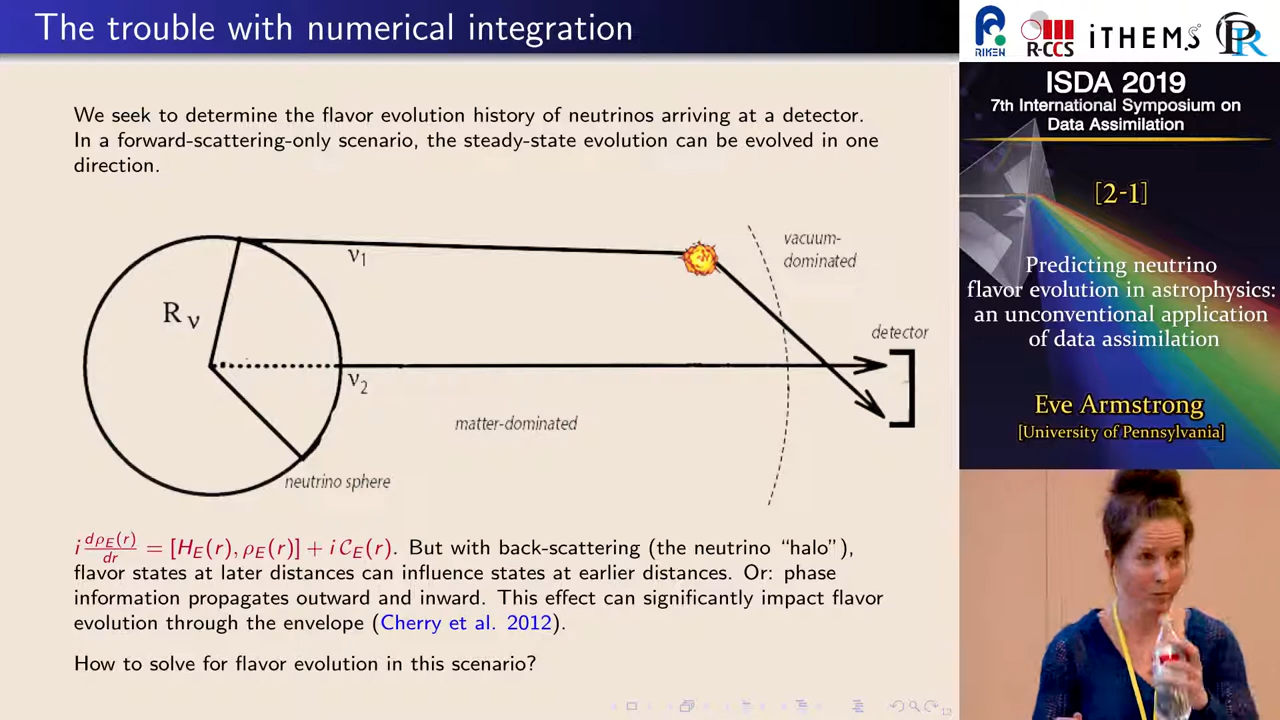 The trouble with numerical integration
We seek to determine the flavor evolution history of neutrinos arriving at a detector.
In a forward-scattering-only scenario, the steady-state evolution can be evolved in one
direction.
ν1
vacuum-
dominated
Rν
detector
ν2
matter-dominated
neutrino sphere
i dρE(r)/dr = [HE(r), ρE(r)] + i CE(r). But with back-scattering (the neutrino “halo”),
flavor states at later distances can influence states at earlier distances. Or: phase
information propagates outward and inward. This effect can significantly impact flavor
evolution through the envelope (Cherry et al. 2012).
How to solve for flavor evolution in this scenario?
12
RIKEN
R-CCS
iTHEMS
R
ISDA 2019
7th International Symposium on
Data Assimilation
[2-1]
Predicting neutrino
flavor evolution in astrophysics:
an unconventional application
of data assimilation
Eve Armstrong
[University of Pennsylvania]